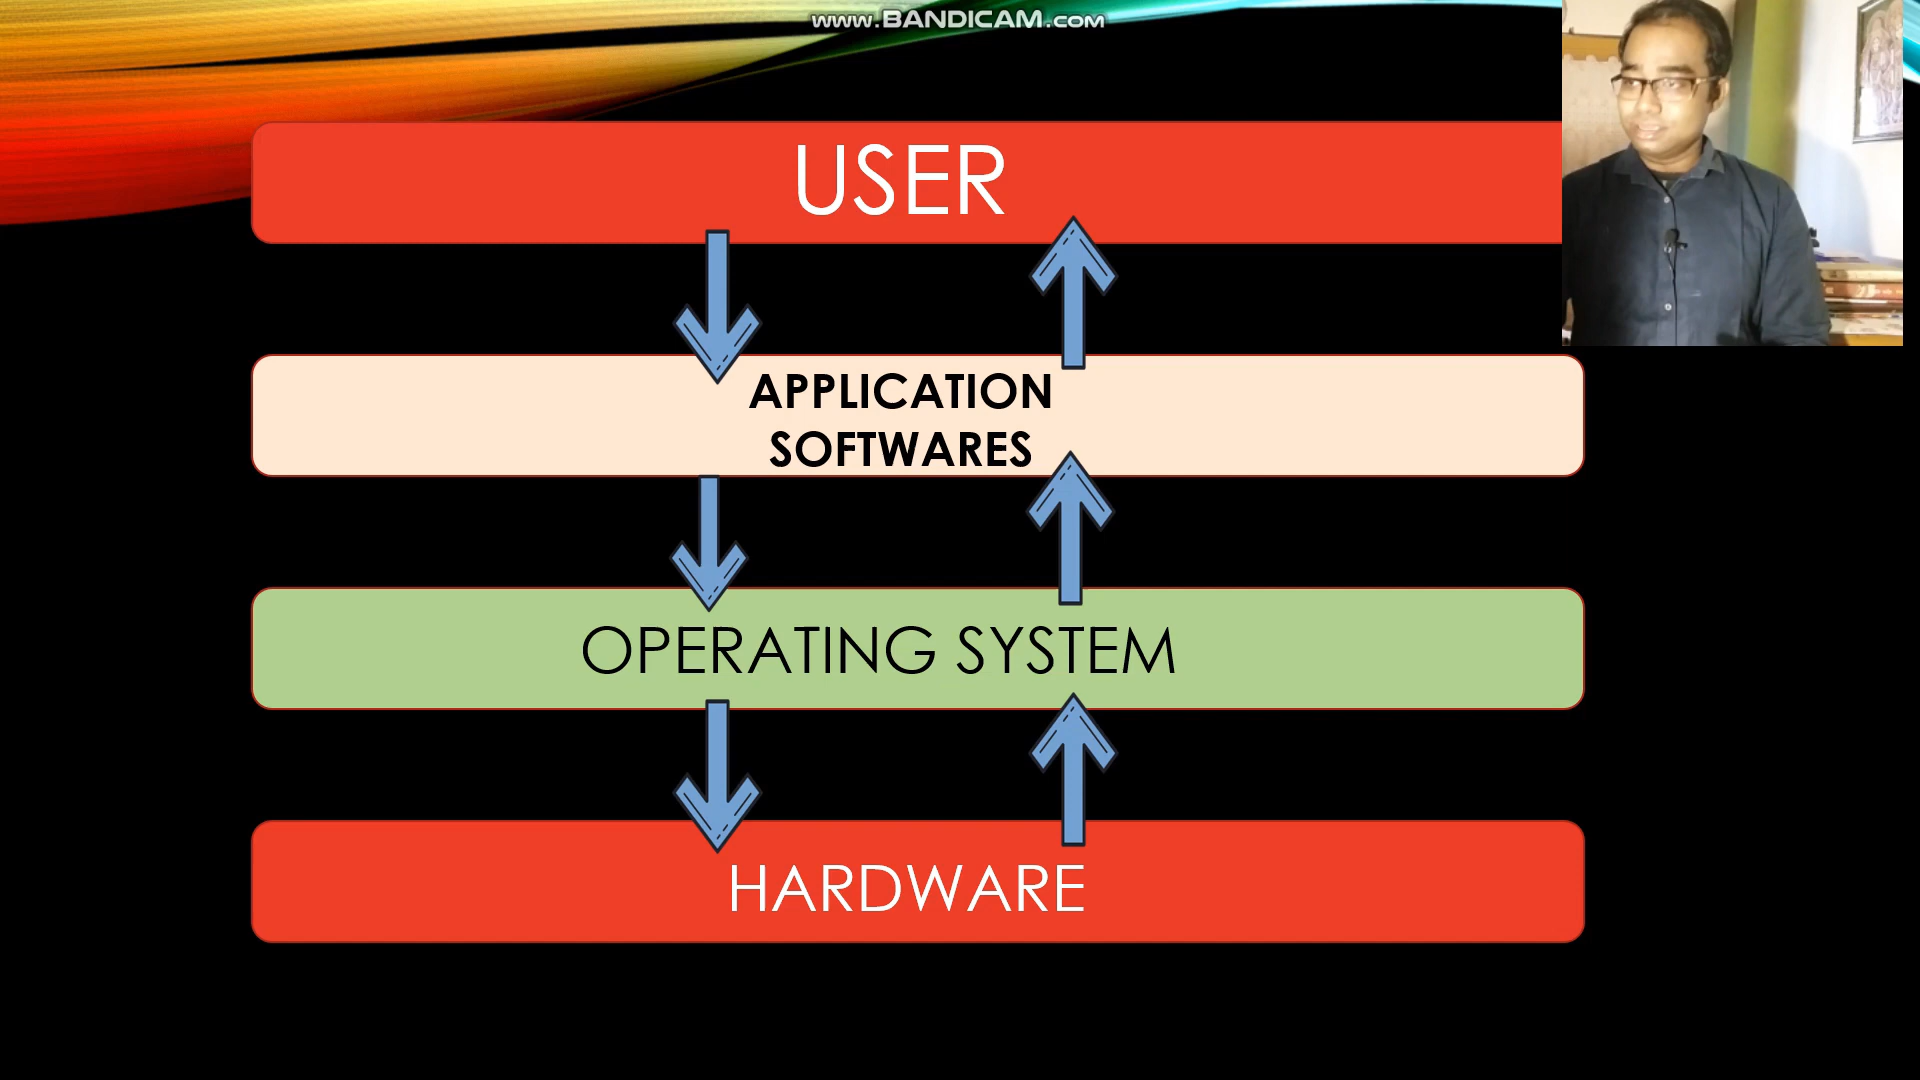 www.BANDICAM.com
USER
APPLICATION
SOFTWARES
OPERATING SYSTEM
HARDWARE